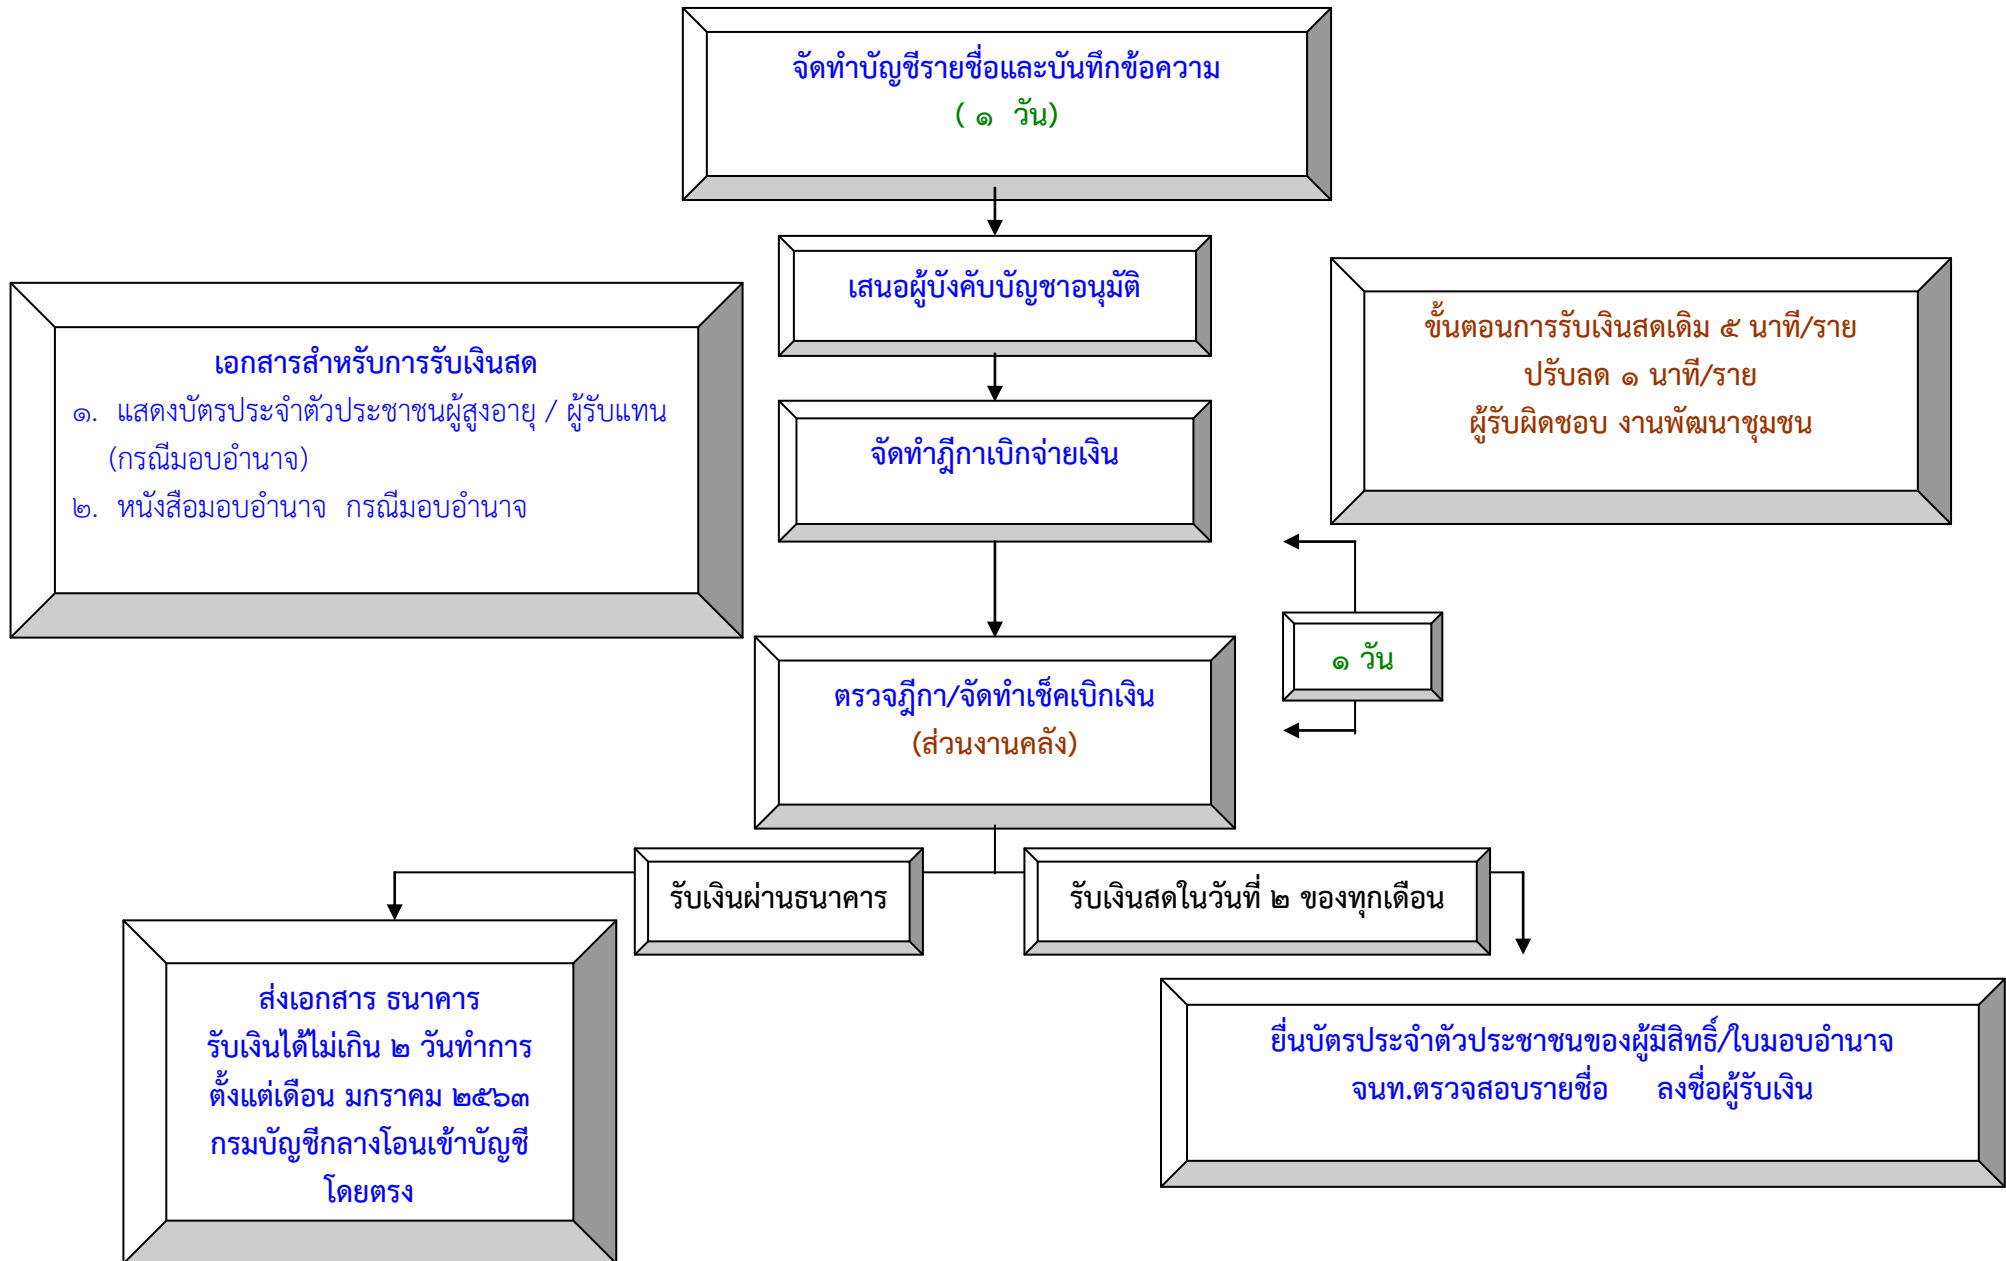 จัดทำบัญชีรายชื่อและบันทึกข้อความ
( ๑ วัน)
เสนอผู้บังคับบัญชาอนุมัติ
เอกสารสำหรับการรับเงินสด
๑. แสดงบัตรประจำตัวประชาชนผู้สูงอายุ / ผู้รับแทน
(กรณีมอบอำนาจ)
๒. หนังสือมอบอำนาจ กรณีมอบอำนาจ
ขั้นตอนการรับเงินสดเดิม ๕ นาที/ราย
ปรับลด ๑ นาที/ราย
ผู้รับผิดชอบ งานพัฒนาชุมชน
จัดทำฎีกาเบิกจ่ายเงิน
๑ วัน
ตรวจฎีกา/จัดทำเช็คเบิกเงิน
(ส่วนงานคลัง)
รับเงินผ่านธนาคาร
รับเงินสดในวันที่ ๒ ของทุกเดือน
ส่งเอกสาร ธนาคาร
รับเงินได้ไม่เกิน ๒ วันทำการ
ตั้งแต่เดือน มกราคม ๒๕๖๓
กรมบัญชีกลางโอนเข้าบัญชี
โดยตรง
ยื่นบัตรประจำตัวประชาชนของผู้มีสิทธิ์/ใบมอบอำนาจ
จนท.ตรวจสอบรายชื่อ ลงชื่อผู้รับเงิน